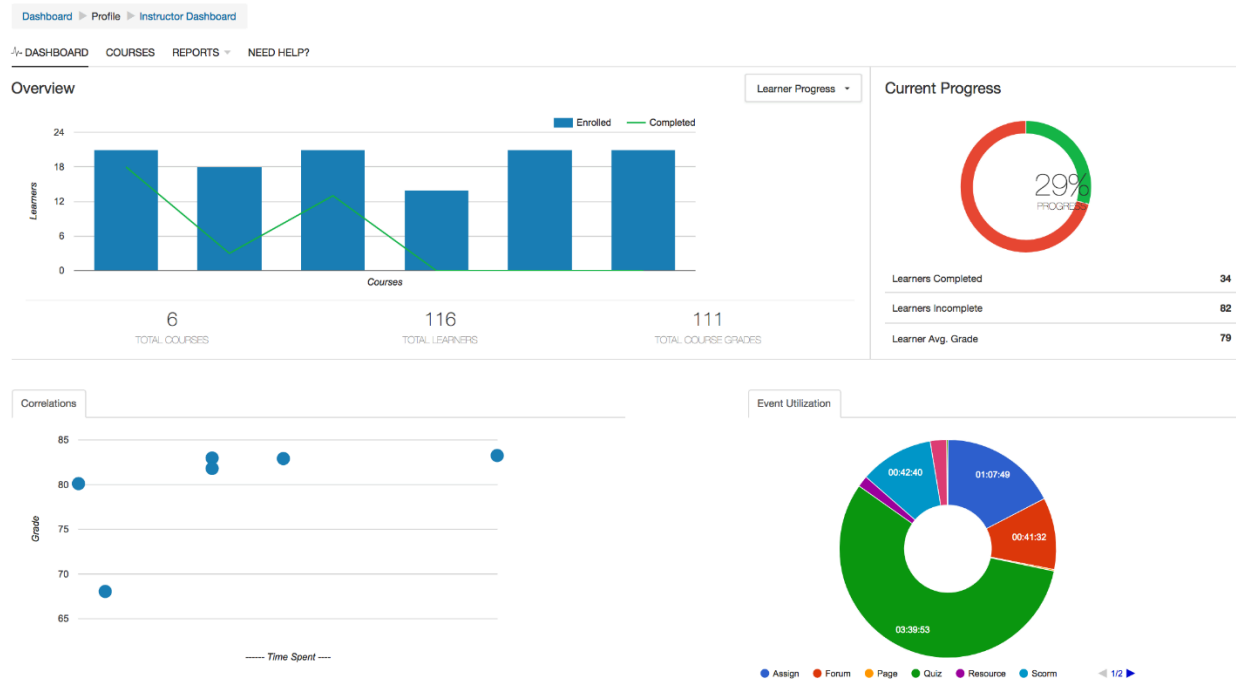 Dashboard Profile Instructor Dashboard
DASHBOARD COURSES REPORTS NEED HELP?
Overview
Learner Progress
Enrolled Completed
24
18
12
6
0
Learners
Courses
6
TOTAL COURSES
116
TOTAL LEARNERS
111
TOTAL COURSE GRADES
Current Progress
29%
PROGRESS
Learners Completed 34
Learners Incomplete 82
Learner Avg. Grade 79
Correlations
85
80
75
70
65
Grade
------ Time Spent ----
Event Utilization
00:42:40
01:07:49
00:41:32
03:39:53
Assign Forum Page Quiz Resource Scorm 1/2